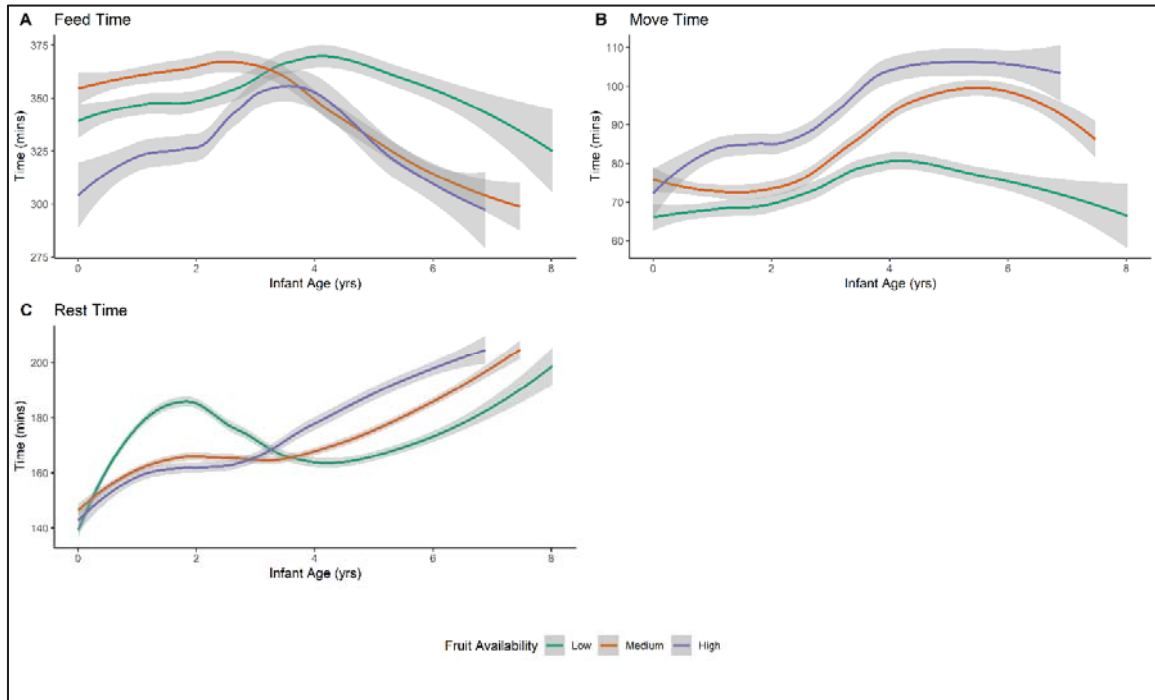 A Feed Time
375
350
325
300
275
Time (mins)
0 2 4 6 8
Infant Age (yrs)
B Move Time
110
100
90
80
70
60
Time (mins)
0 2 4 6 8
Infant Age (yrs)
C Rest Time
200
180
160
140
Time (mins)
0 2 4 6 8
Infant Age (yrs)
Fruit Availability Low Medium High